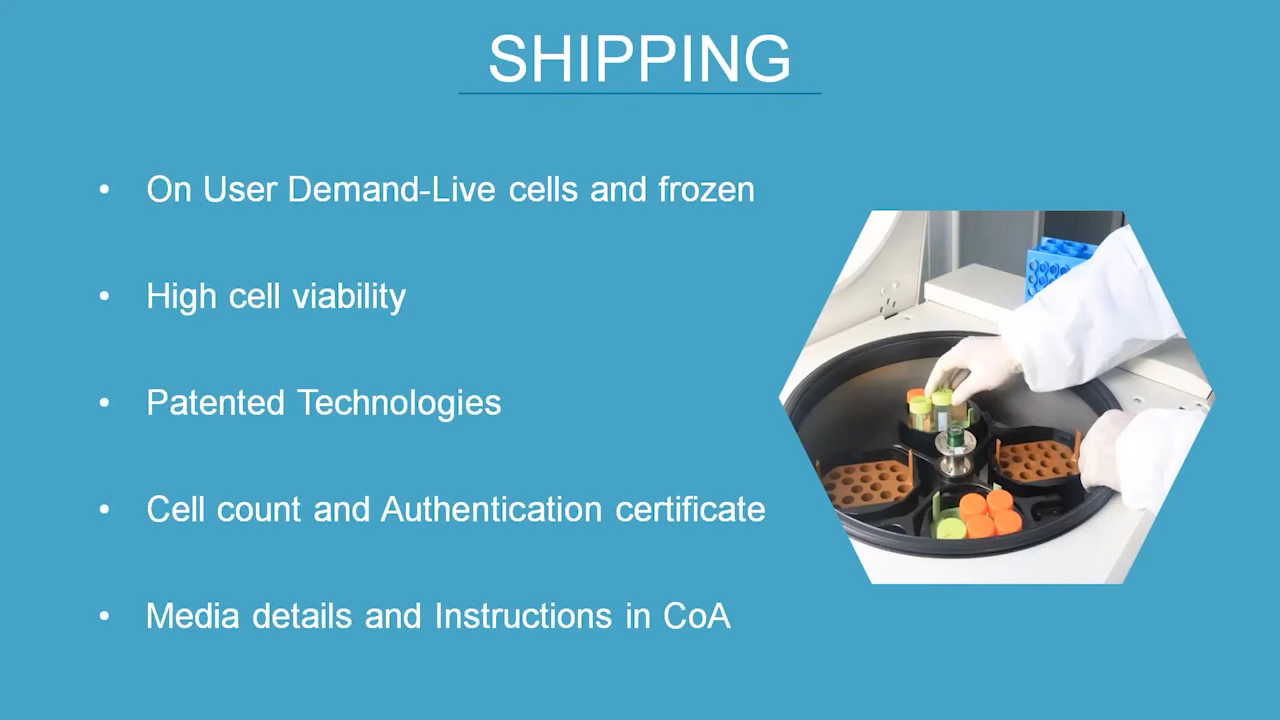 SHIPPING
• On User Demand-Live cells and frozen
• High cell viability
• Patented Technologies
• Cell count and Authentication certificate
• Media details and Instructions in CoA